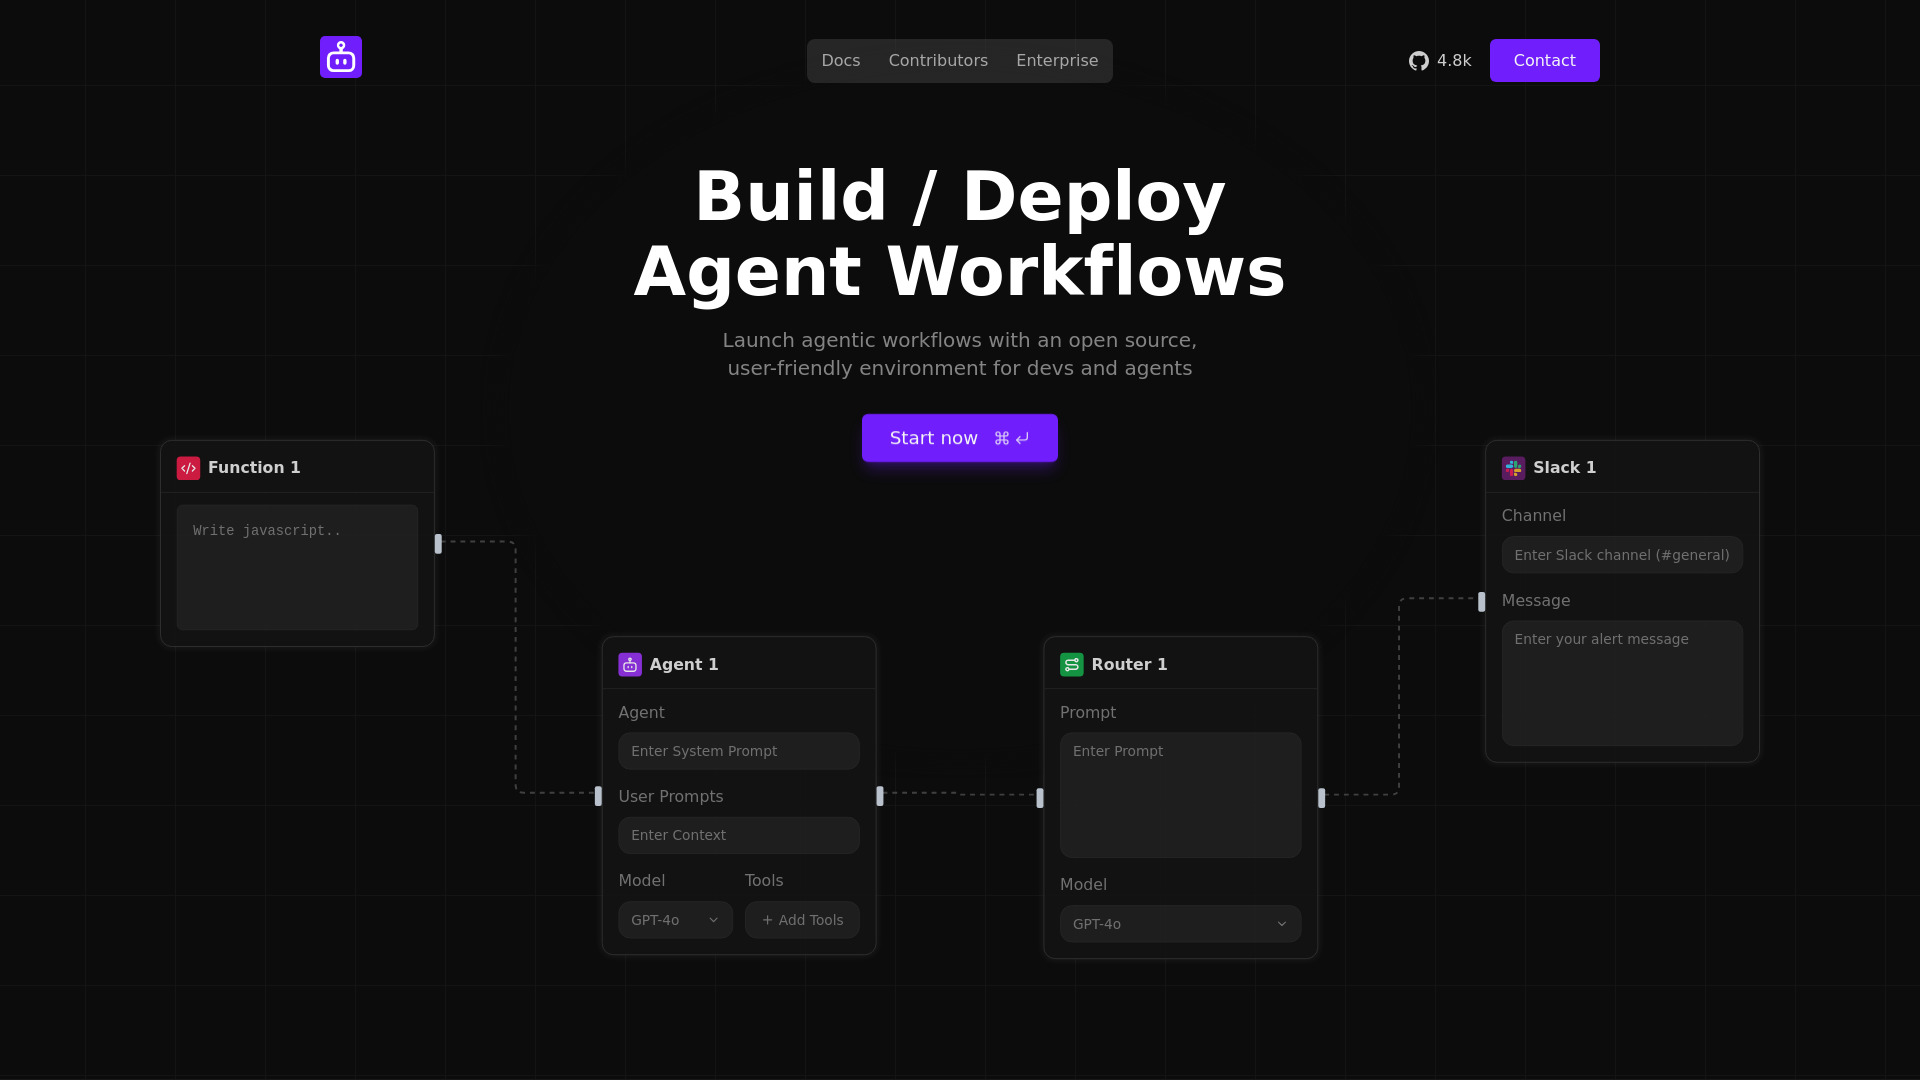 Docs
Contributors
Enterprise
4.8k
Contact
Build / Deploy
Agent Workflows
Launch agentic workflows with an open source,
user-friendly environment for devs and agents
Start now ⌘
Function 1
Write javascript..
Agent 1
Agent
Enter System Prompt
User Prompts
Enter Context
Model
Tools
GPT-4o
+ Add Tools
Router 1
Prompt
Enter Prompt
Model
GPT-4o
Slack 1
Channel
Enter Slack channel (#general)
Message
Enter your alert message